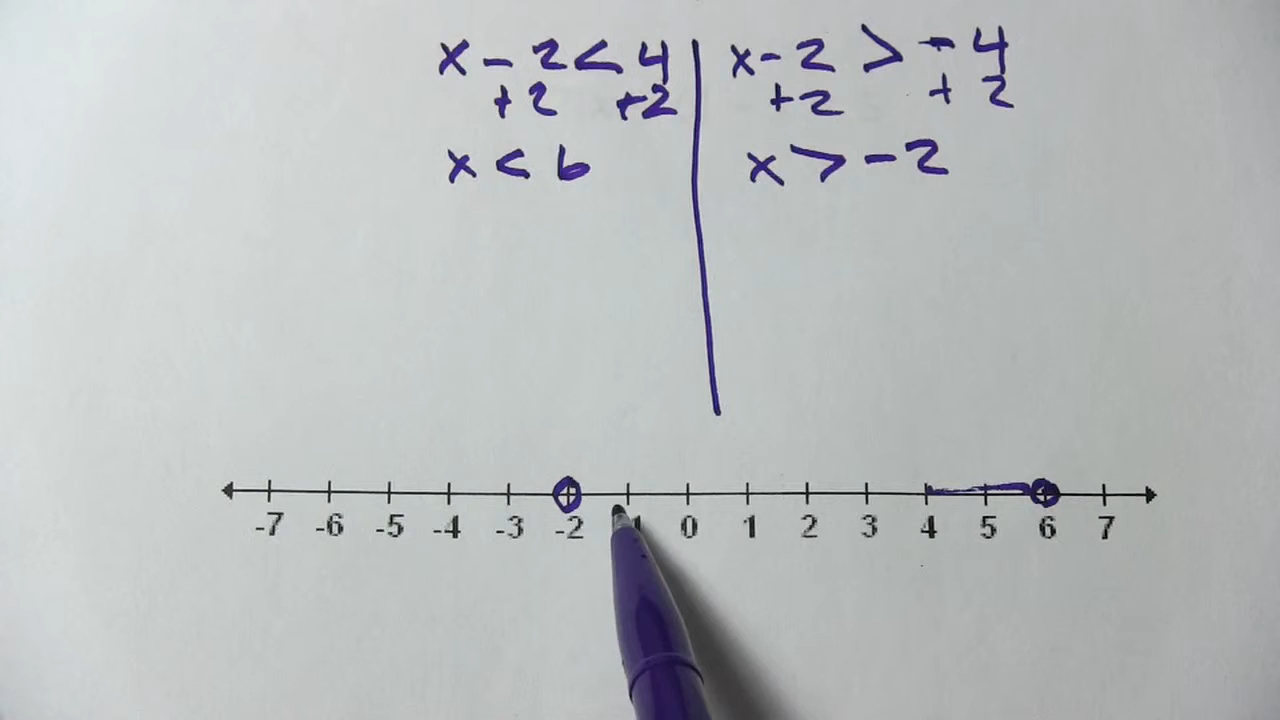 x - 2 < 4
+2 +2
x < 6
x - 2 > -4
+2 +2
x > -2
-7 -6 -5 -4 -3 -2 0 1 2 3 4 5 6 7